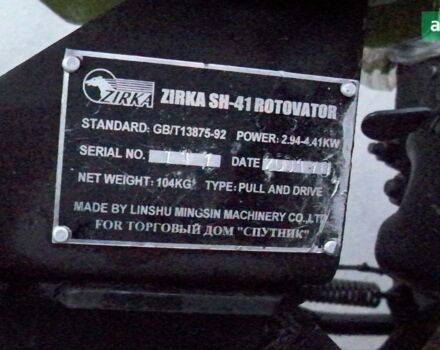 ZIRKA
ZIRKA SH-41 ROTOVATOR
STANDARD: GB/T13875-92 POWER: 2.94-4.41KW
SERIAL NO. DATE
NET WEIGHT: 104KG TYPE: PULL AND DRIVE
MADE BY LINSHU MINGSIN MACHINERY CO.,LTD
FOR ТОРГОВЫЙ ДОМ "СПУТНИК"
a